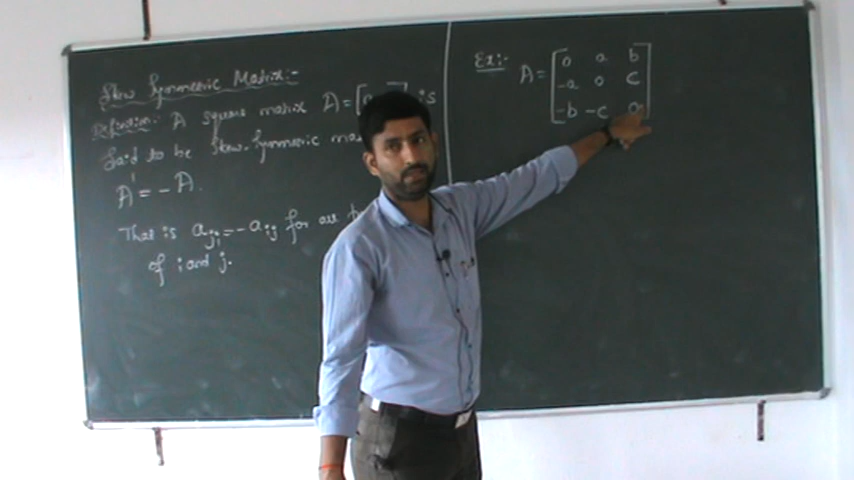 Skew Symmetric Matrix:-
Definition: A square matrix A = [a is
Said to be Skew-Symmetric ma
A' = -A.
That is aji = -aij for all
of i and j.
Ex:-
A = [ 0 a b
-a 0 c
-b -c 0 ]